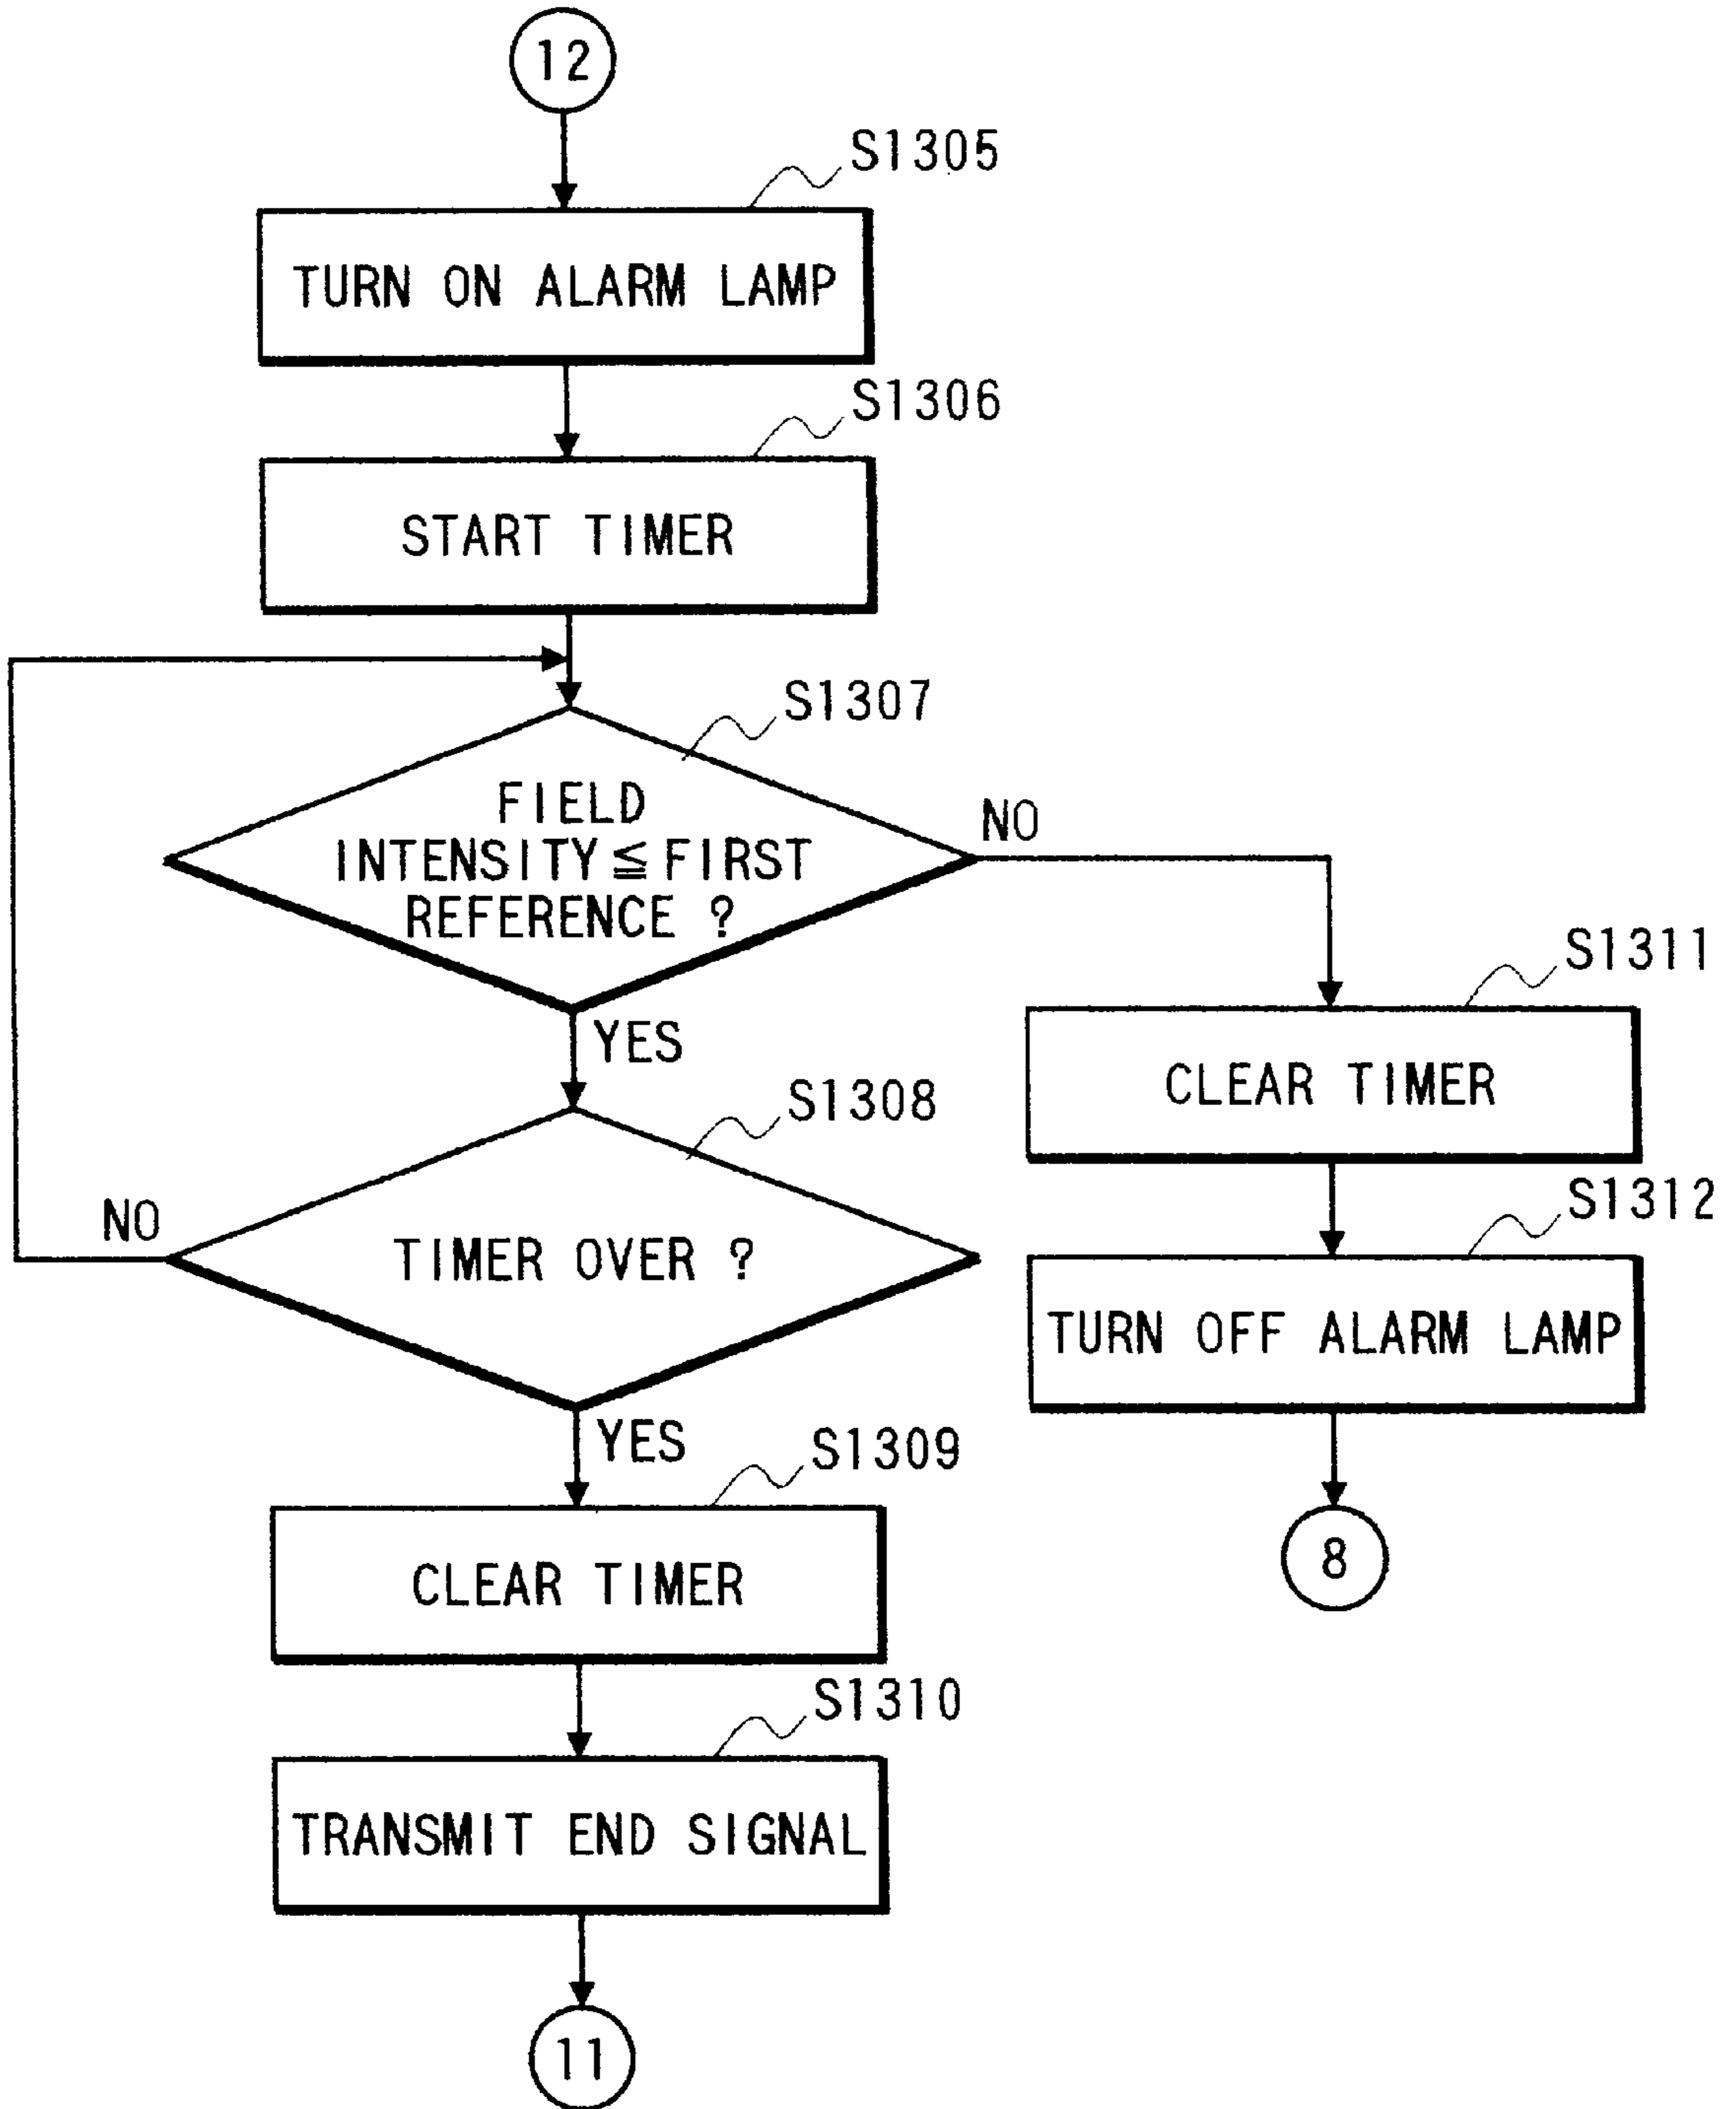 12
S1305
TURN ON ALARM LAMP
S1306
START TIMER
S1307
FIELD
INTENSITY ≦ FIRST
REFERENCE ?
NO
YES
S1311
CLEAR TIMER
S1308
TIMER OVER ?
NO
YES
S1312
TURN OFF ALARM LAMP
8
S1309
CLEAR TIMER
S1310
TRANSMIT END SIGNAL
11